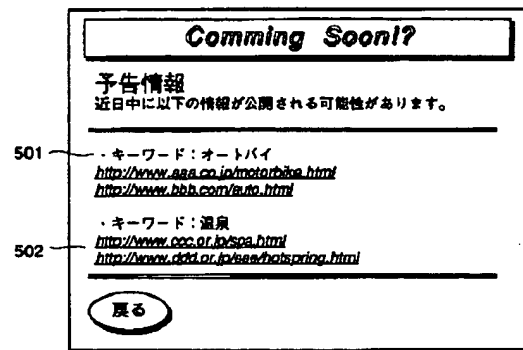 Comming Soon!?
予告情報
近日中に以下の情報が公開される可能性があります。
501
・キーワード：オートバイ
http://www.aaa.co.jp/motorbike.html
http://www.bbb.com/auto.html
・キーワード：温泉
502
http://www.ccc.or.jp/spa.html
http://www.ddd.or.jp/eee/hotspring.html
戻る